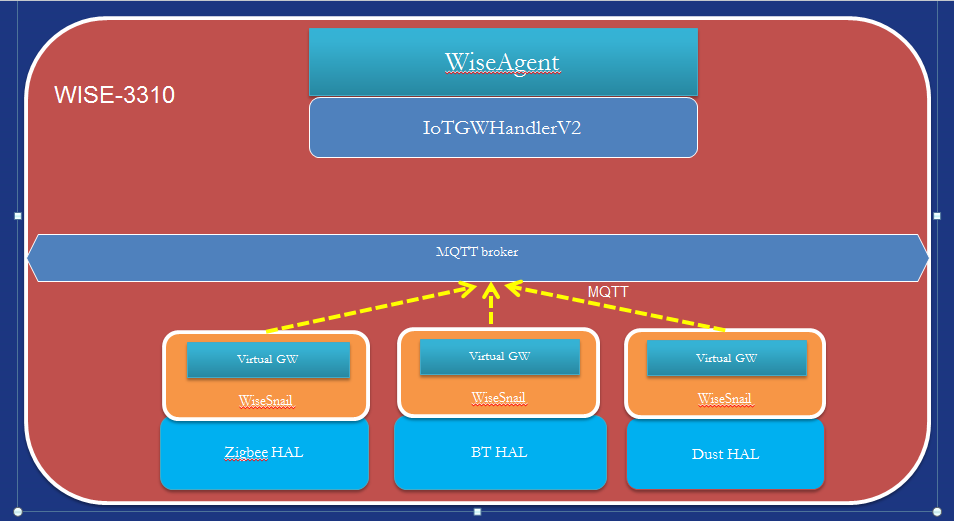 WiseAgent
WISE-3310
IoTGWHandlerV2
MQTT broker
MQTT
Virtual GW
Virtual GW
Virtual GW
WiseSnail
WiseSnail
WiseSnail
Zigbee HAL
BT HAL
Dust HAL